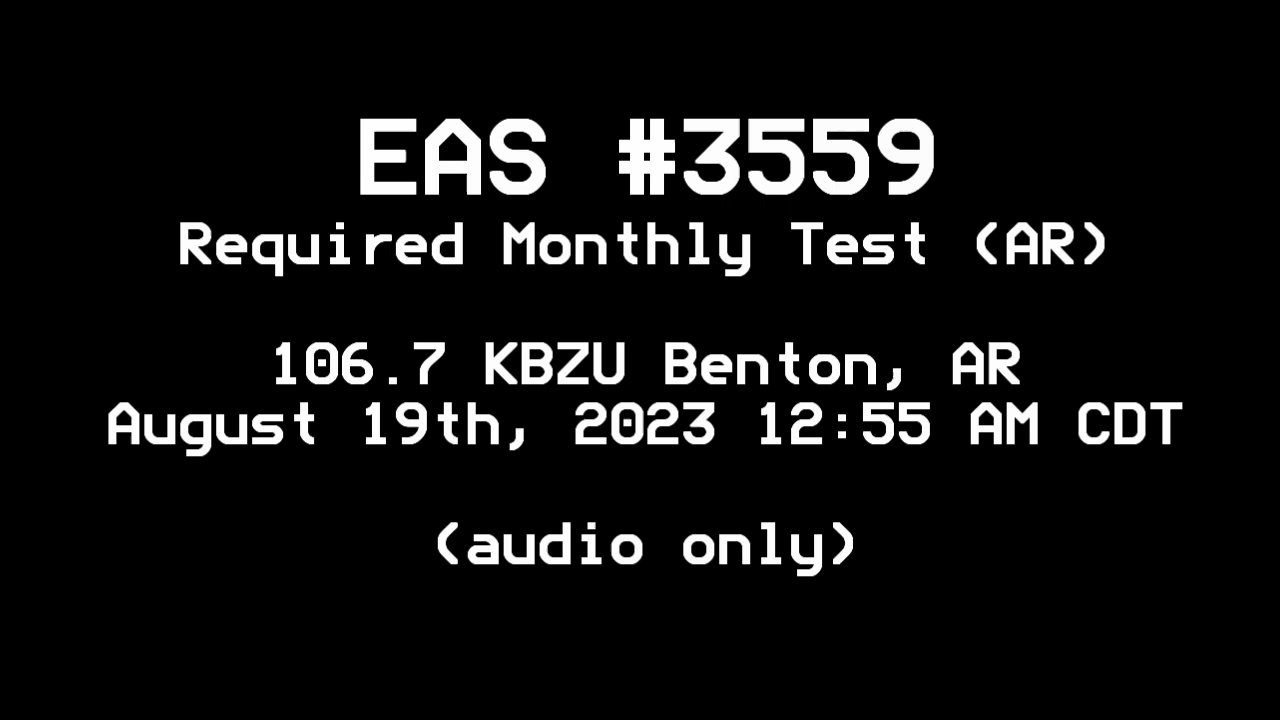 EAS #3559
Required Monthly Test (AR)
106.7 KBZU Benton, AR
August 19th, 2023 12:55 AM CDT
(audio only)